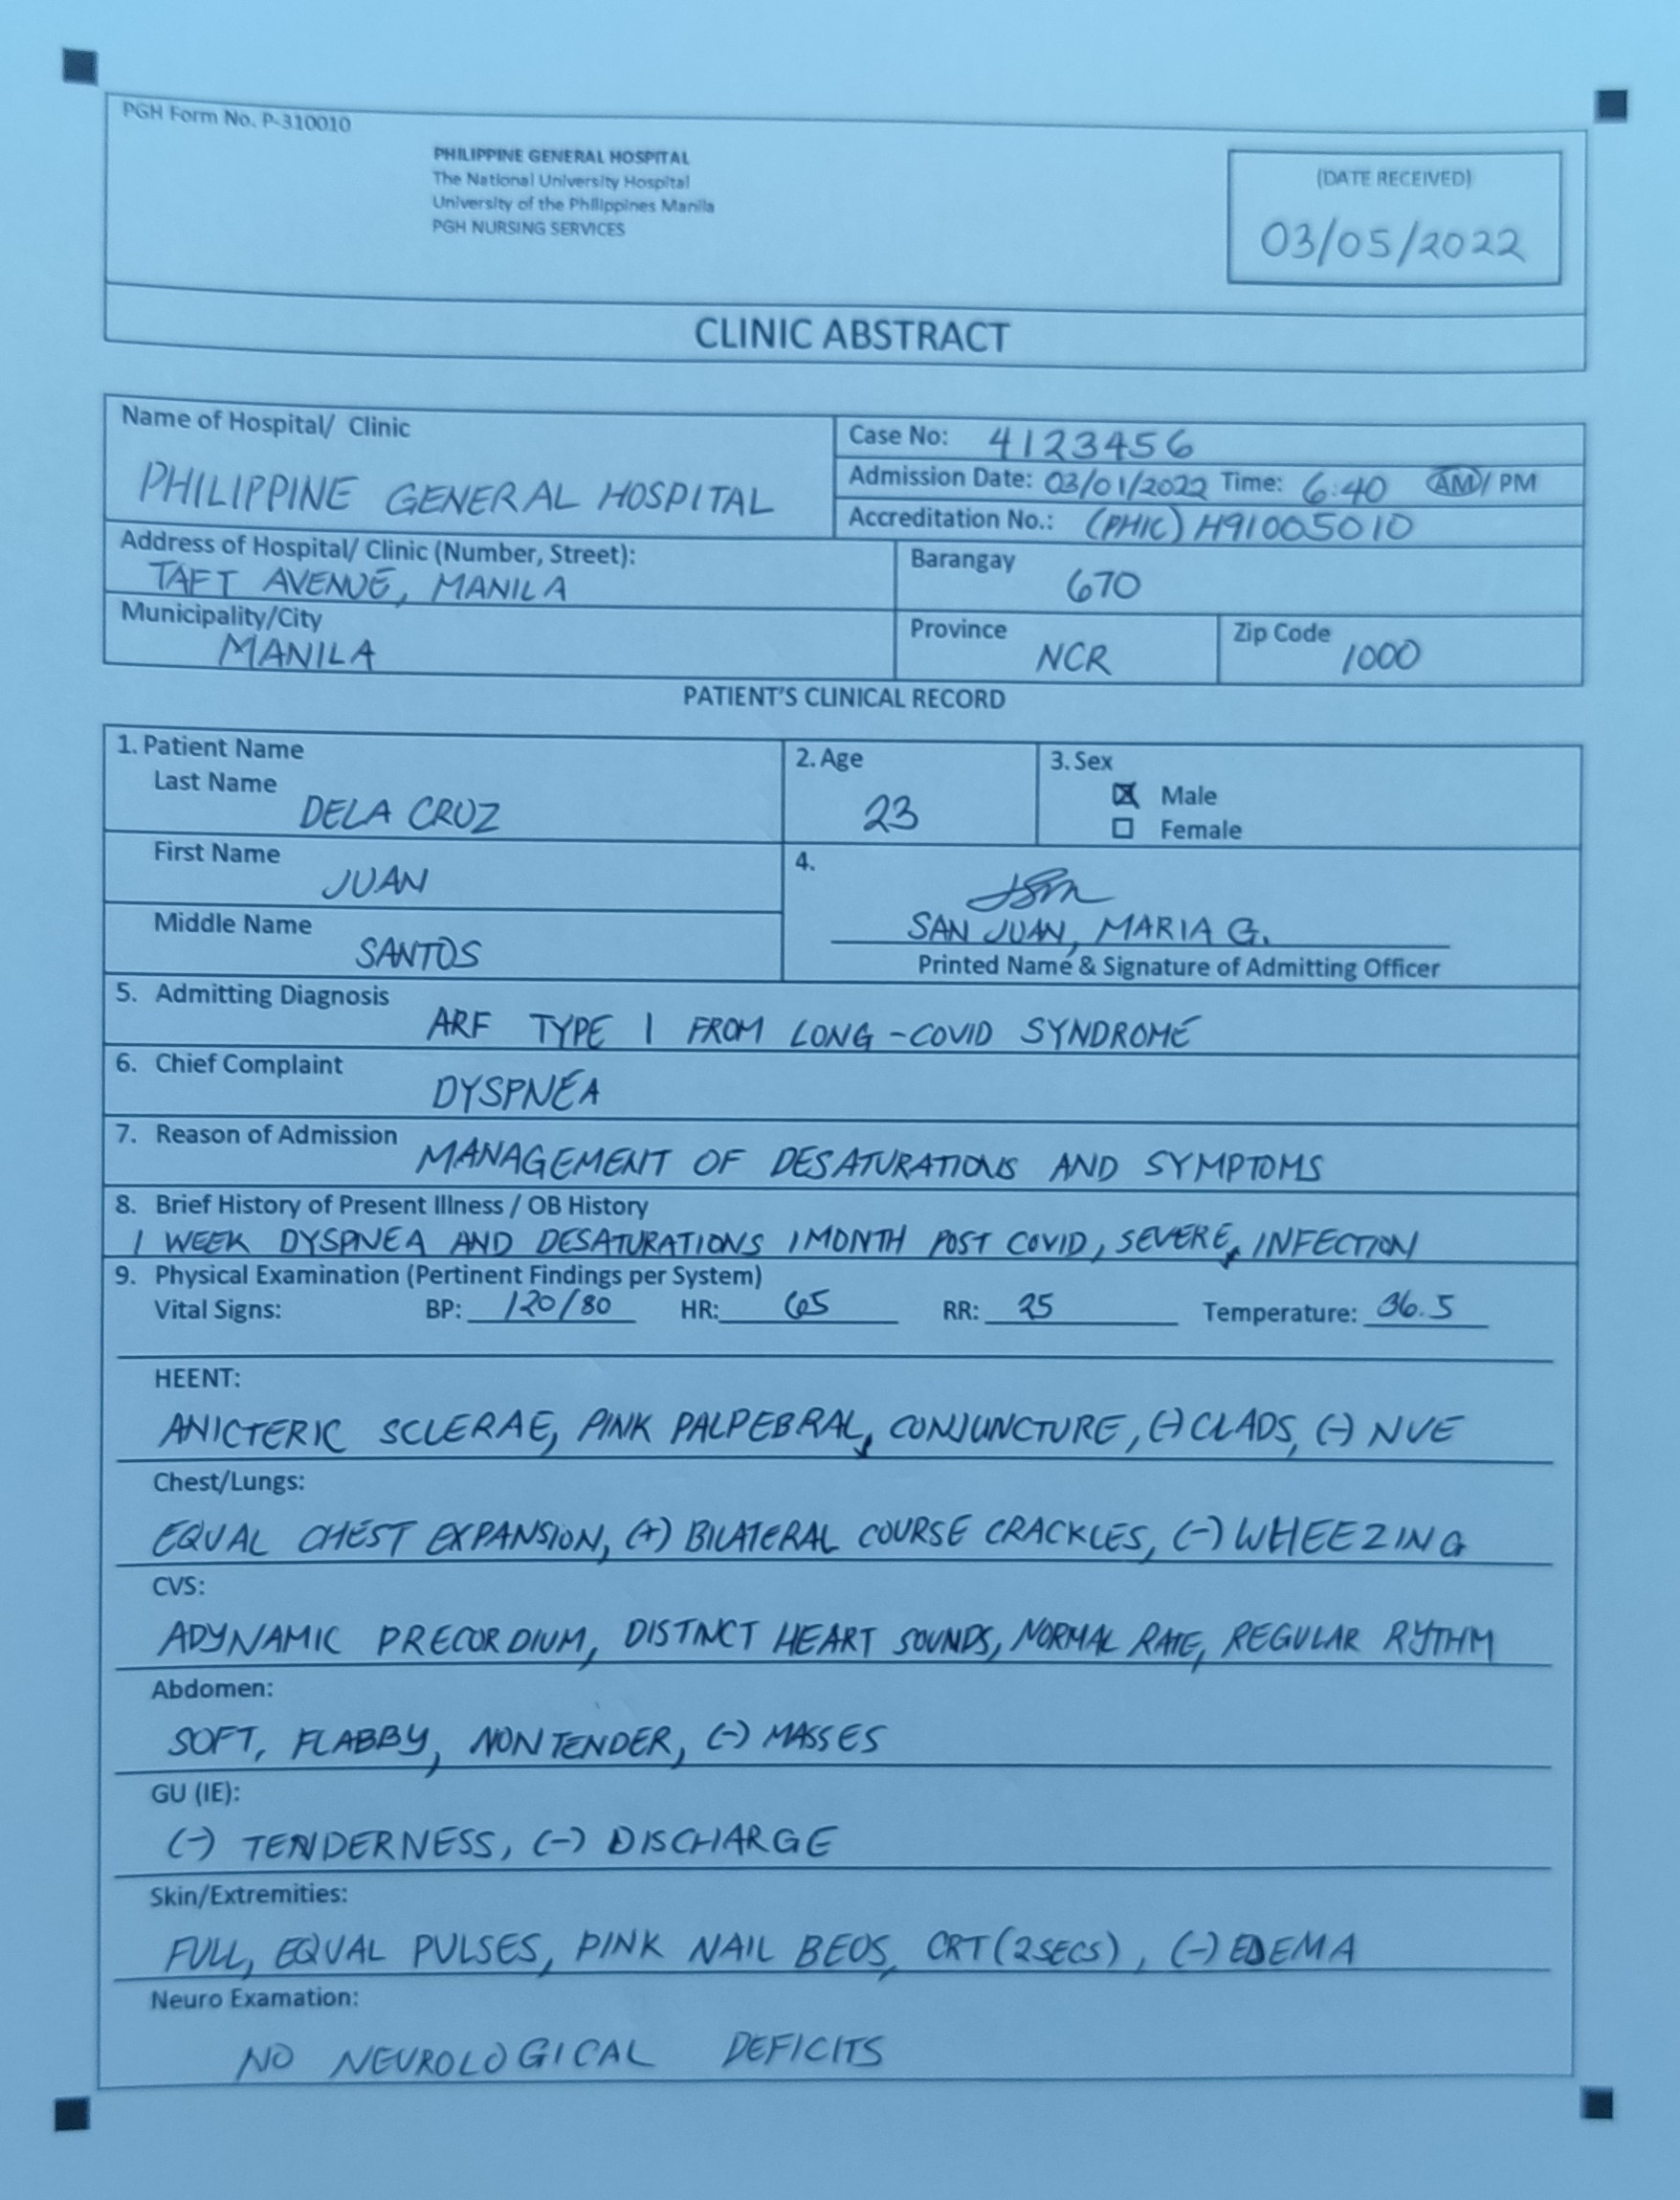 PGH Form No. P-310010
PHILIPPINE GENERAL HOSPITAL
The National University Hospital
University of the Philippines Manila
PGH NURSING SERVICES
(DATE RECEIVED)
03/05/2022
CLINIC ABSTRACT
Name of Hospital/ Clinic
PHILIPPINE GENERAL HOSPITAL
Case No: 4123456
Admission Date: 03/01/2022 Time: 6:40 AM/ PM
Accreditation No.: (PHIC) H91005010
Address of Hospital/ Clinic (Number, Street):
TAFT AVENUE, MANILA
Barangay
670
Municipality/City
MANILA
Province
NCR
Zip Code
1000
PATIENT'S CLINICAL RECORD
1. Patient Name
Last Name
DELA CRUZ
2. Age
23
3. Sex
Male
Female
First Name
JUAN
Middle Name
SANTOS
4.
SAN JUAN, MARIA G.
Printed Name & Signature of Admitting Officer
5. Admitting Diagnosis
ARF TYPE 1 FROM LONG-COVID SYNDROME
6. Chief Complaint
DYSPNEA
7. Reason of Admission
MANAGEMENT OF DESATURATIONS AND SYMPTOMS
8. Brief History of Present Illness / OB History
1 WEEK DYSPNEA AND DESATURATIONS 1 MONTH POST COVID, SEVERE, INFECTION
9. Physical Examination (Pertinent Findings per System)
Vital Signs: BP: 120/80 HR: 65 RR: 25 Temperature: 36.5
HEENT:
ANICTERIC SCLERAE, PINK PALPEBRAL, CONJUNCTURE, (-) CLADS, (-) NVE
Chest/Lungs:
EQUAL CHEST EXPANSION, (+) BILATERAL COURSE CRACKLES, (-) WHEEZING
CVS:
ADYNAMIC PRECORDIUM, DISTINCT HEART SOUNDS, NORMAL RATE, REGULAR RYTHM
Abdomen:
SOFT, FLABBY, NONTENDER, (-) MASSES
GU (IE):
(-) TENDERNESS, (-) DISCHARGE
Skin/Extremities:
FULL, EQUAL PULSES, PINK NAIL BEDS, CRT (2SECS), (-) EDEMA
Neuro Examation:
NO NEUROLOGICAL DEFICITS